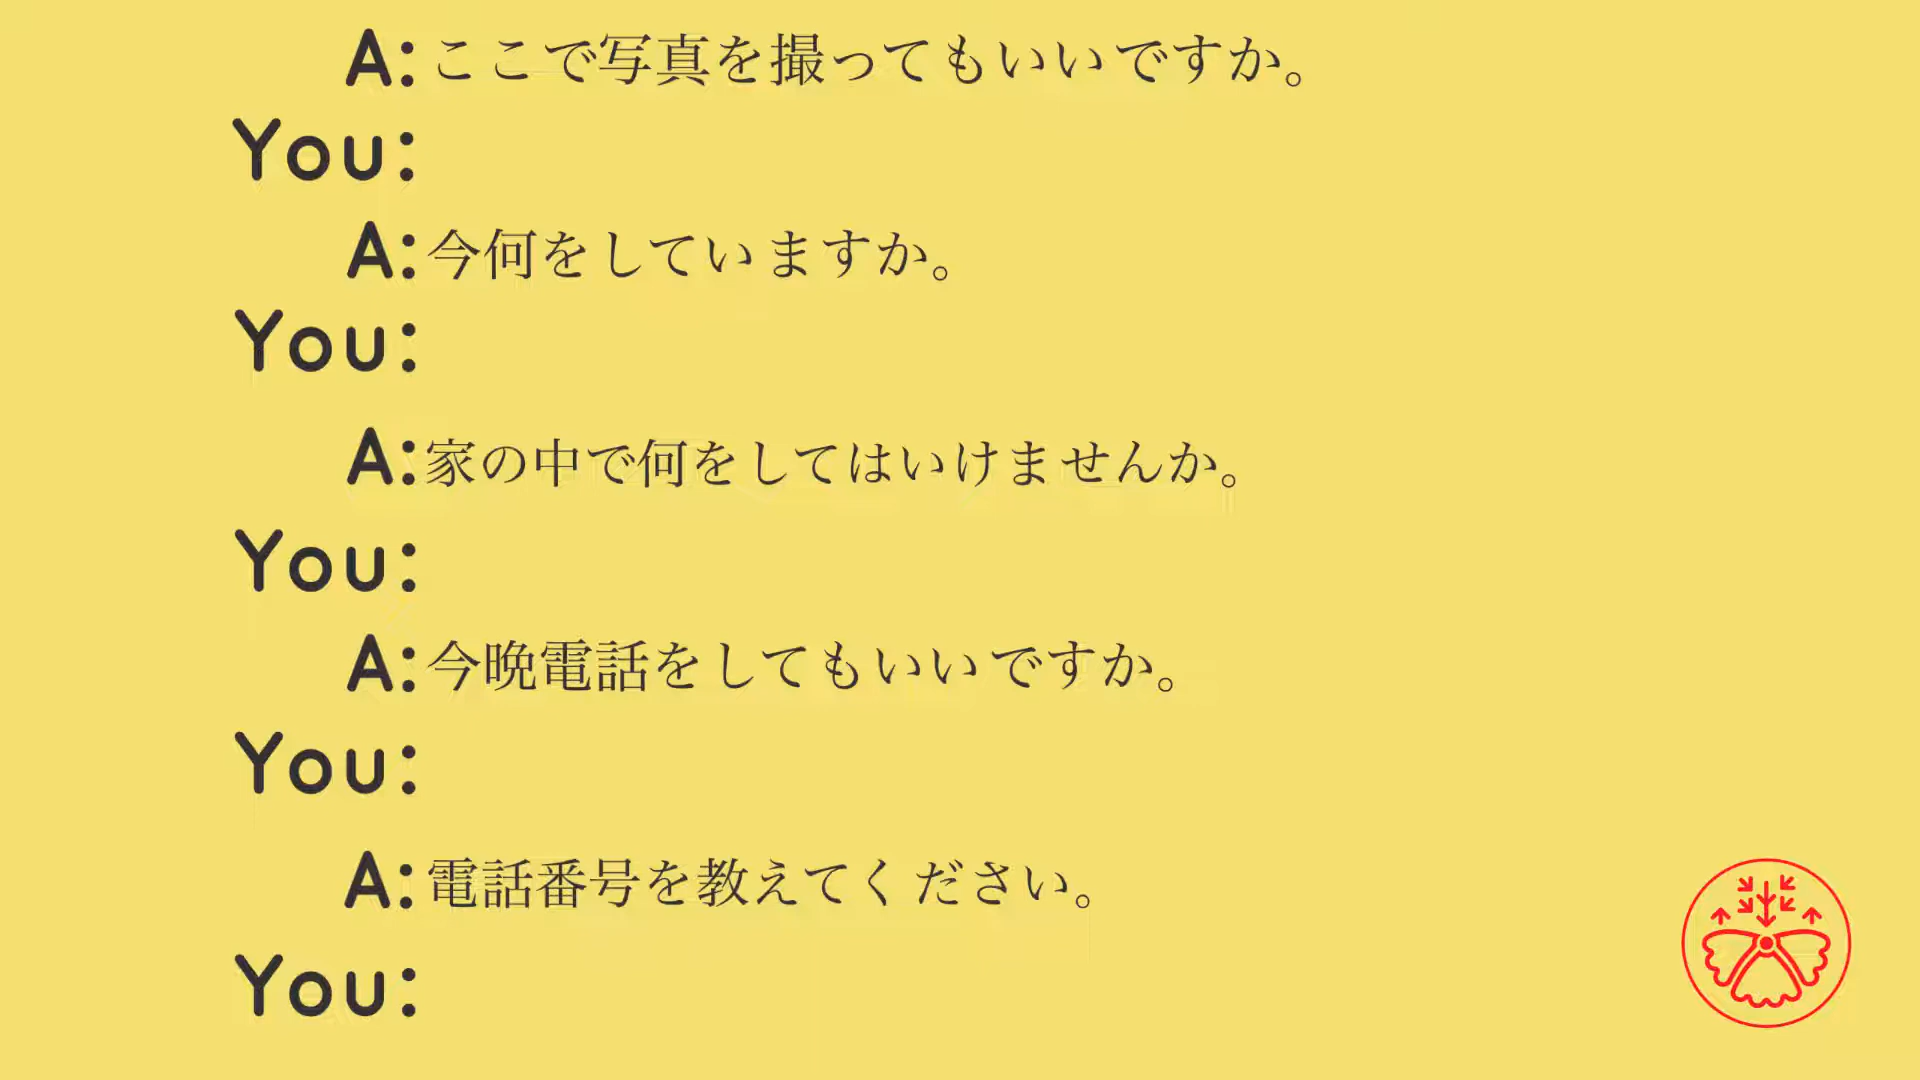 A:ここで写真を撮ってもいいですか。
You:
A:今何をしていますか。
You:
A:家の中で何をしてはいけませんか。
You:
A:今晩電話をしてもいいですか。
You:
A:電話番号を教えてください。
You: